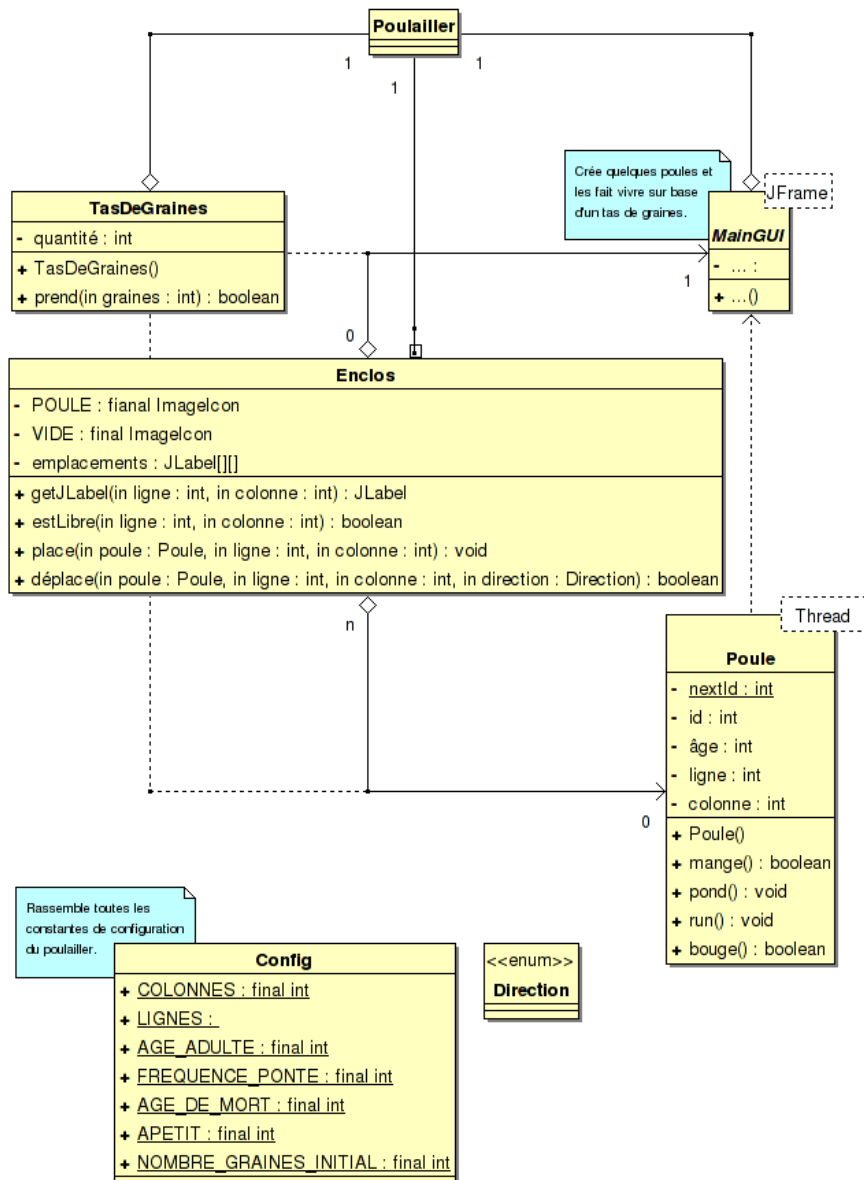 Poulailler
1
1
1
Crée quelques poules et
les fait vivre sur base
d'un tas de graines.
JFrame
TasDeGraines
- quantité : int
+ TasDeGraines()
+ prend(in graines : int) : boolean
MainGUI
- ... :
+ ...()
1
0
Enclos
- POULE : fianal ImageIcon
- VIDE : final ImageIcon
- emplacements : JLabel[][]
+ getJLabel(in ligne : int, in colonne : int) : JLabel
+ estLibre(in ligne : int, in colonne : int) : boolean
+ place(in poule : Poule, in ligne : int, in colonne : int) : void
+ déplace(in poule : Poule, in ligne : int, in colonne : int, in direction : Direction) : boolean
n
Thread
Poule
- nextId : int
- id : int
- âge : int
- ligne : int
- colonne : int
+ Poule()
+ mange() : boolean
+ pond() : void
+ run() : void
+ bouge() : boolean
0
Rassemble toutes les
constantes de configuration
du poulailler.
Config
+ COLONNES : final int
+ LIGNES :
+ AGE_ADULTE : final int
+ FREQUENCE_PONTE : final int
+ AGE_DE_MORT : final int
+ APETIT : final int
+ NOMBRE_GRAINES_INITIAL : final int
<<enum>>
Direction